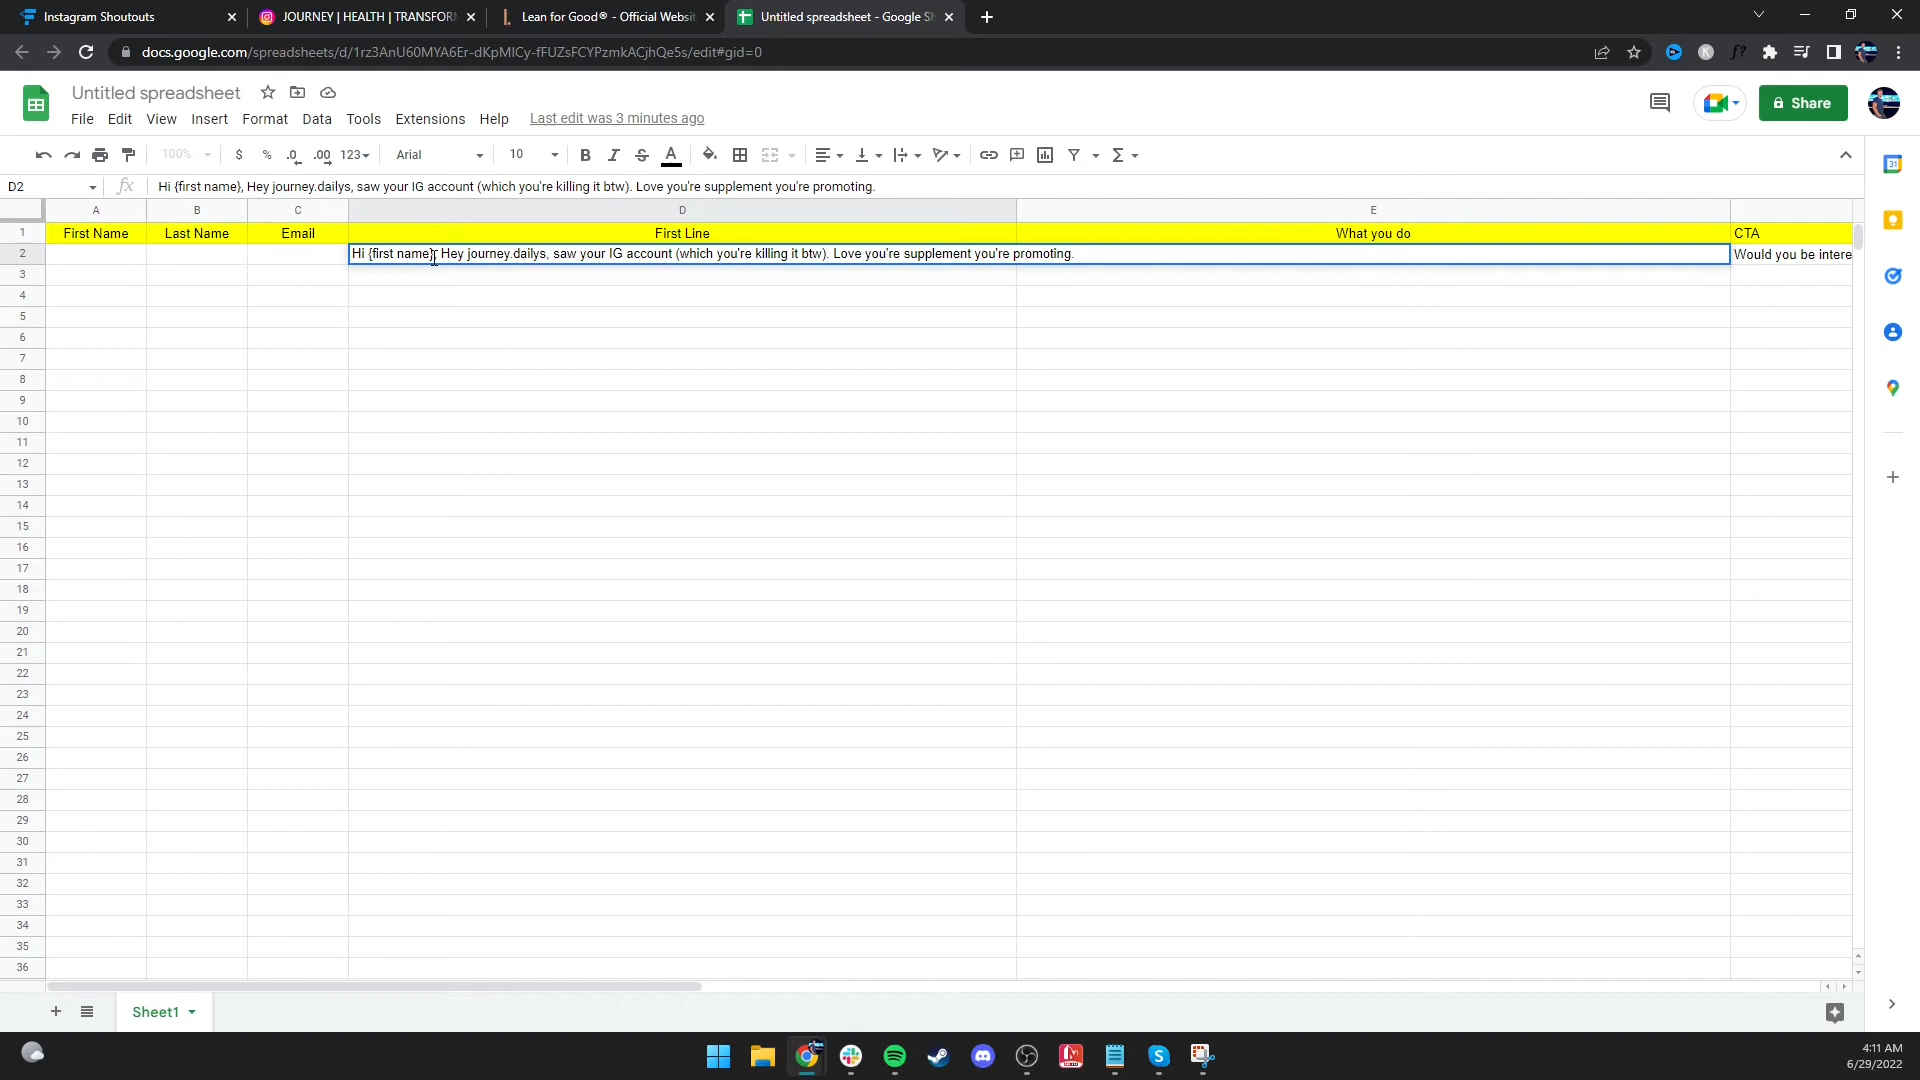 Instagram Shoutouts
JOURNEY | HEALTH | TRANSFORM
Lean for Good® - Official Websit
Untitled spreadsheet - Google Sh
docs.google.com/spreadsheets/d/1rz3AnU60MYA6Er-dKpMICy-fFUZsFCYPzmkACjhQe5s/edit#gid=0
Untitled spreadsheet
File Edit View Insert Format Data Tools Extensions Help Last edit was 3 minutes ago
Share
100% $ % .0 .00 123 Arial 10 B I S A
D2 fx Hi {first name}, Hey journey.dailys, saw your IG account (which you're killing it btw). Love you're supplement you're promoting.
A B C D E
1 First Name Last Name Email First Line What you do CTA
2 Hi {first name}, Hey journey.dailys, saw your IG account (which you're killing it btw). Love you're supplement you're promoting. Would you be intere
3
4
5
6
7
8
9
10
11
12
13
14
15
16
17
18
19
20
21
22
23
24
25
26
27
28
29
30
31
32
33
34
35
36
Sheet1
4:11 AM
6/29/2022